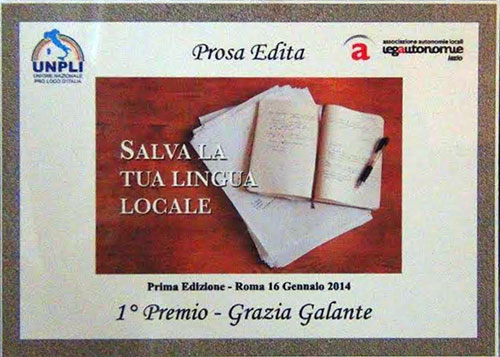 UNPLI
UNIONE NAZIONALE
PRO LOCO D'ITALIA
Prosa Edita
associazione autonomie locali
legautonomie
lazio
SALVA LA
TUA LINGUA
LOCALE
Prima Edizione - Roma 16 Gennaio 2014
1° Premio - Grazia Galante